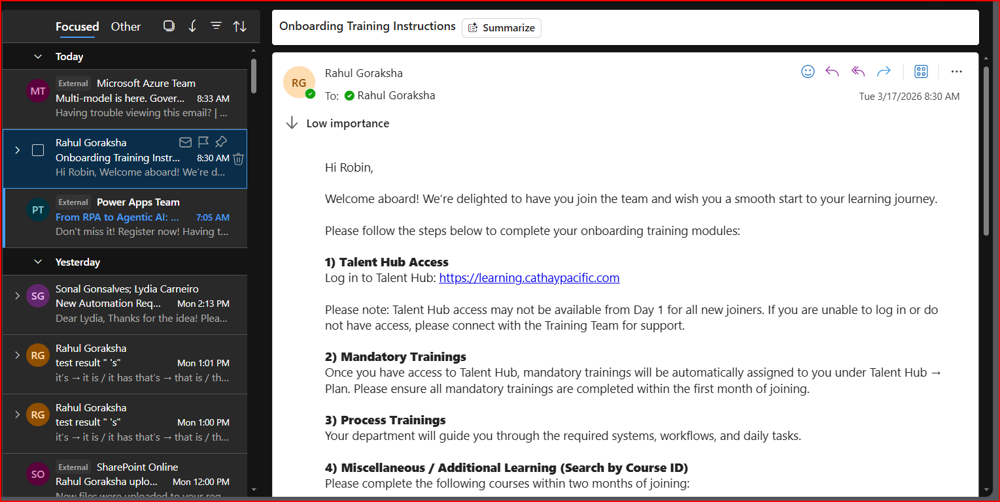 Focused Other
Today
MT
External Microsoft Azure Team
Multi-model is here. Gover... 8:33 AM
Having trouble viewing this email? | ...
Rahul Goraksha
Onboarding Training Instr... 8:30 AM
Hi Robin, Welcome aboard! We’re d...
PT
External Power Apps Team
From RPA to Agentic AI: ... 7:05 AM
Don't miss it! Register now! Having t...
Yesterday
SG
Sonal Gonsalves; Lydia Carneiro
New Automation Req... Mon 2:13 PM
Dear Lydia, Thanks for the idea! Plea...
RG
Rahul Goraksha
test result " 's" Mon 1:01 PM
it’s → it is / it has that’s → that is / th...
RG
Rahul Goraksha
test result " 's" Mon 1:00 PM
it’s → it is / it has that’s → that is / th...
SO
External SharePoint Online
Rahul Goraksha uplo... Mon 12:00 PM
New files were uploaded to your req...
Onboarding Training Instructions Summarize
RG
Rahul Goraksha
To: Rahul Goraksha
Tue 3/17/2026 8:30 AM
Low importance
Hi Robin,
Welcome aboard! We’re delighted to have you join the team and wish you a smooth start to your learning journey.
Please follow the steps below to complete your onboarding training modules:
1) Talent Hub Access
Log in to Talent Hub: https://learning.cathaypacific.com
Please note: Talent Hub access may not be available from Day 1 for all new joiners. If you are unable to log in or do
not have access, please connect with the Training Team for support.
2) Mandatory Trainings
Once you have access to Talent Hub, mandatory trainings will be automatically assigned to you under Talent Hub →
Plan. Please ensure all mandatory trainings are completed within the first month of joining.
3) Process Trainings
Your department will guide you through the required systems, workflows, and daily tasks.
4) Miscellaneous / Additional Learning (Search by Course ID)
Please complete the following courses within two months of joining: